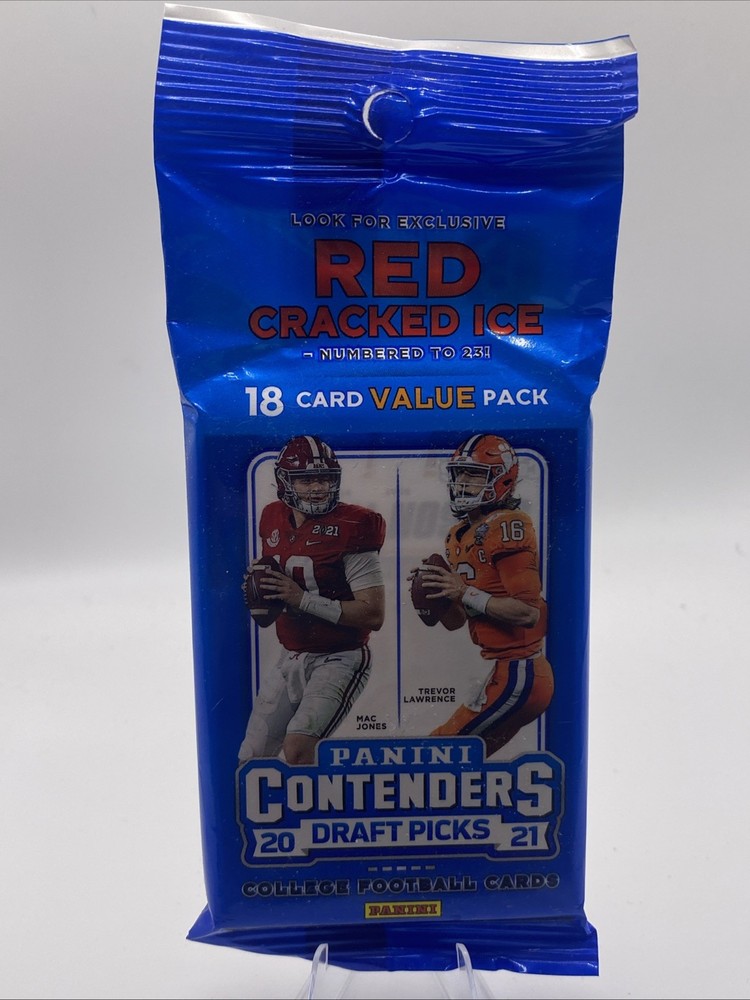 LOOK FOR EXCLUSIVE
RED
CRACKED ICE
- NUMBERED TO 23!
18 CARD VALUE PACK
2021
10
16
C
MAC
JONES
TREVOR
LAWRENCE
PANINI
CONTENDERS
20 DRAFT PICKS 21
COLLEGE FOOTBALL CARDS
PANINI